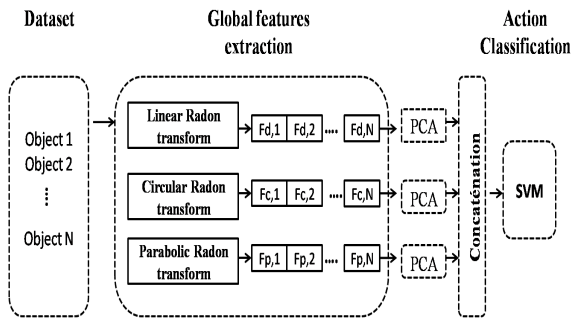 Dataset
Global features
extraction
Action
Classification
Object 1
Object 2
Object N
Linear Radon
transform
Fd,1 Fd,2 .... Fd,N
PCA
Circular Radon
transform
Fc,1 Fc,2 .... Fc,N
PCA
Parabolic Radon
transform
Fp,1 Fp,2 .... Fp,N
PCA
Concaténation
SVM